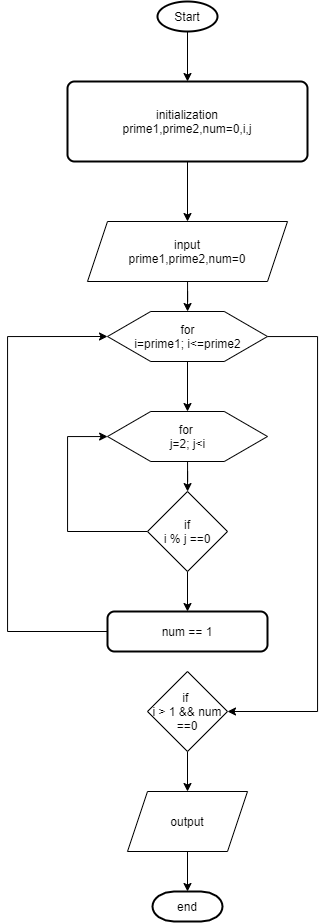 Start
initialization
prime1,prime2,num=0,i,j
input
prime1,prime2,num=0
for
i=prime1; i<=prime2
for
j=2; j<i
if
i % j ==0
num == 1
if
i > 1 && num
==0
output
end